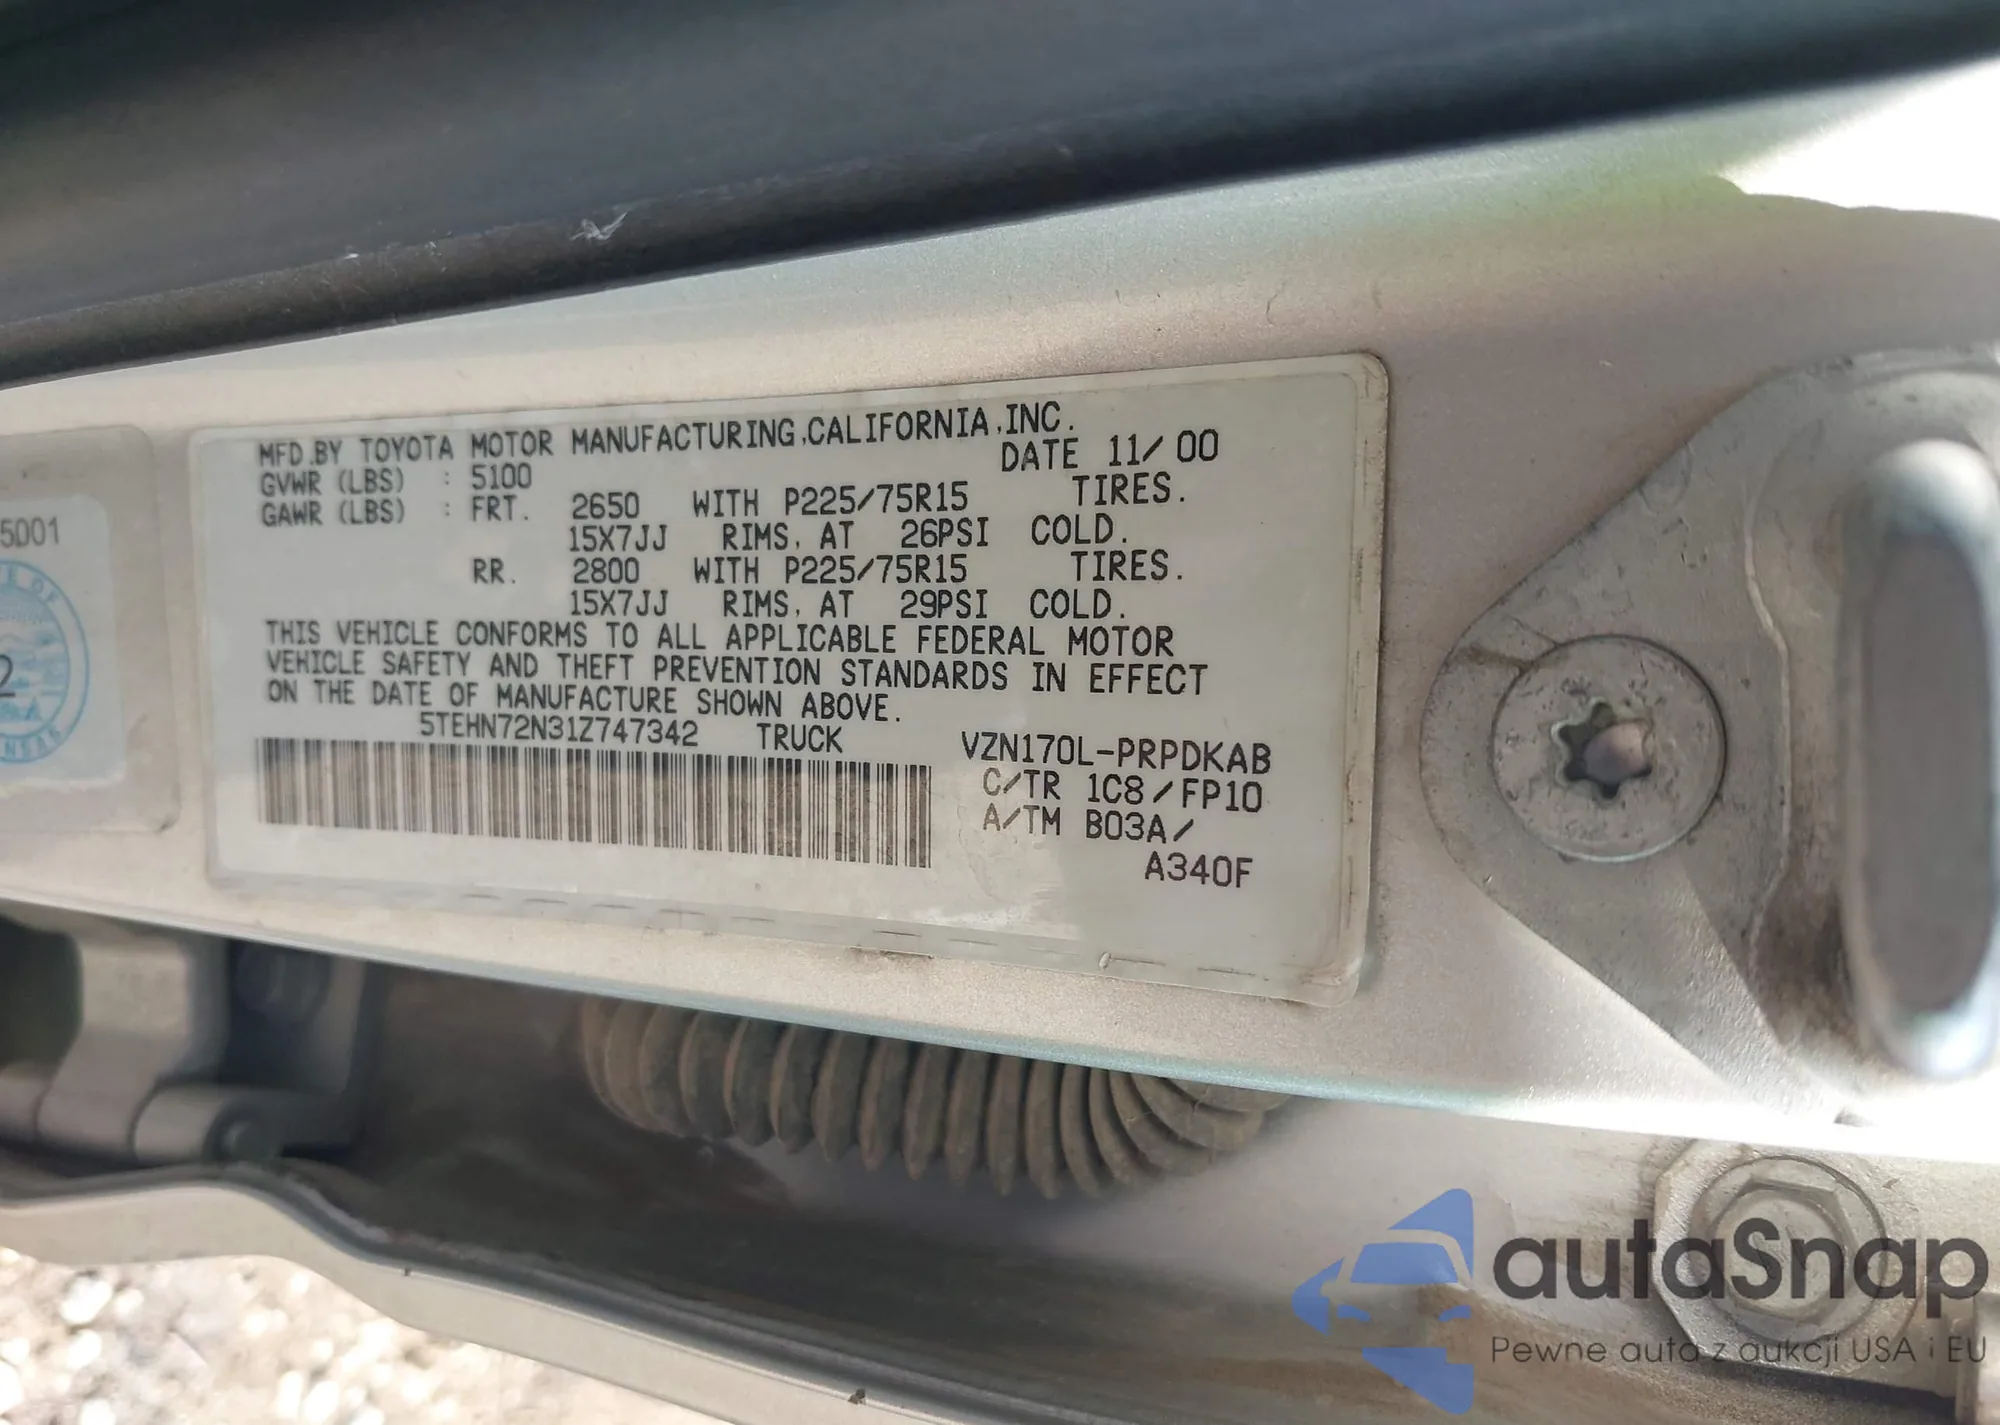 MFD.BY TOYOTA MOTOR MANUFACTURING,CALIFORNIA,INC.
DATE 11/00
GVWR (LBS) : 5100
GAWR (LBS) : FRT. 2650 WITH P225/75R15 TIRES.
15X7JJ RIMS, AT 26PSI COLD.
RR. 2800 WITH P225/75R15 TIRES.
15X7JJ RIMS, AT 29PSI COLD.
THIS VEHICLE CONFORMS TO ALL APPLICABLE FEDERAL MOTOR
VEHICLE SAFETY AND THEFT PREVENTION STANDARDS IN EFFECT
ON THE DATE OF MANUFACTURE SHOWN ABOVE.
5TEHN72N31Z747342 TRUCK VZN170L-PRPDKAB
C/TR 1C8/FP10
A/TM B03A/
A340F
5001
2
autaSnap
Pewne auta z aukcji USA i EU